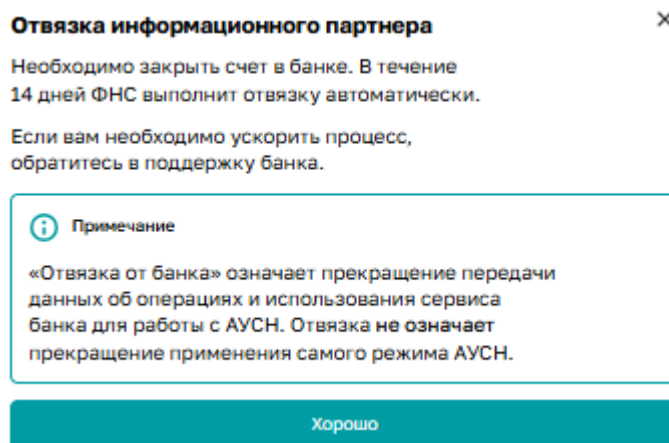 Отвязка информационного партнера
Необходимо закрыть счет в банке. В течение
14 дней ФНС выполнит отвязку автоматически.
Если вам необходимо ускорить процесс,
обратитесь в поддержку банка.
Примечание
«Отвязка от банка» означает прекращение передачи
данных об операциях и использования сервиса
банка для работы с АУСН. Отвязка не означает
прекращение применения самого режима АУСН.
Хорошо